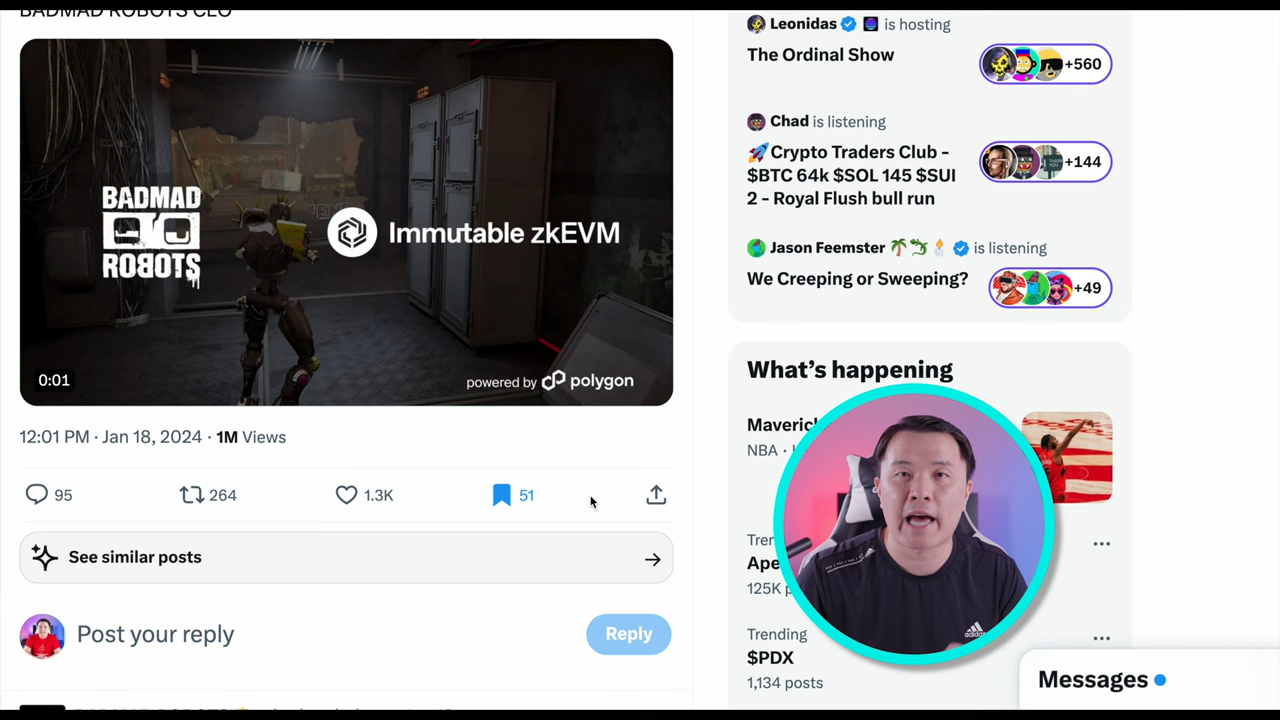 BADMAD ROBOTS CEO
BADMAD
ROBOTS
Immutable zkEVM
0:01
powered by polygon
12:01 PM · Jan 18, 2024 · 1M Views
95
264
1.3K
51
See similar posts
Post your reply
Reply
Leonidas is hosting
The Ordinal Show
+560
Chad is listening
🚀Crypto Traders Club -
$BTC 64k $SOL 145 $SUI
2 - Royal Flush bull run
+144
Jason Feemster 🌴🦎🕯️ is listening
We Creeping or Sweeping?
+49
What's happening
NBA ·
125K
adidas
Trending
$PDX
1,134 posts
Messages